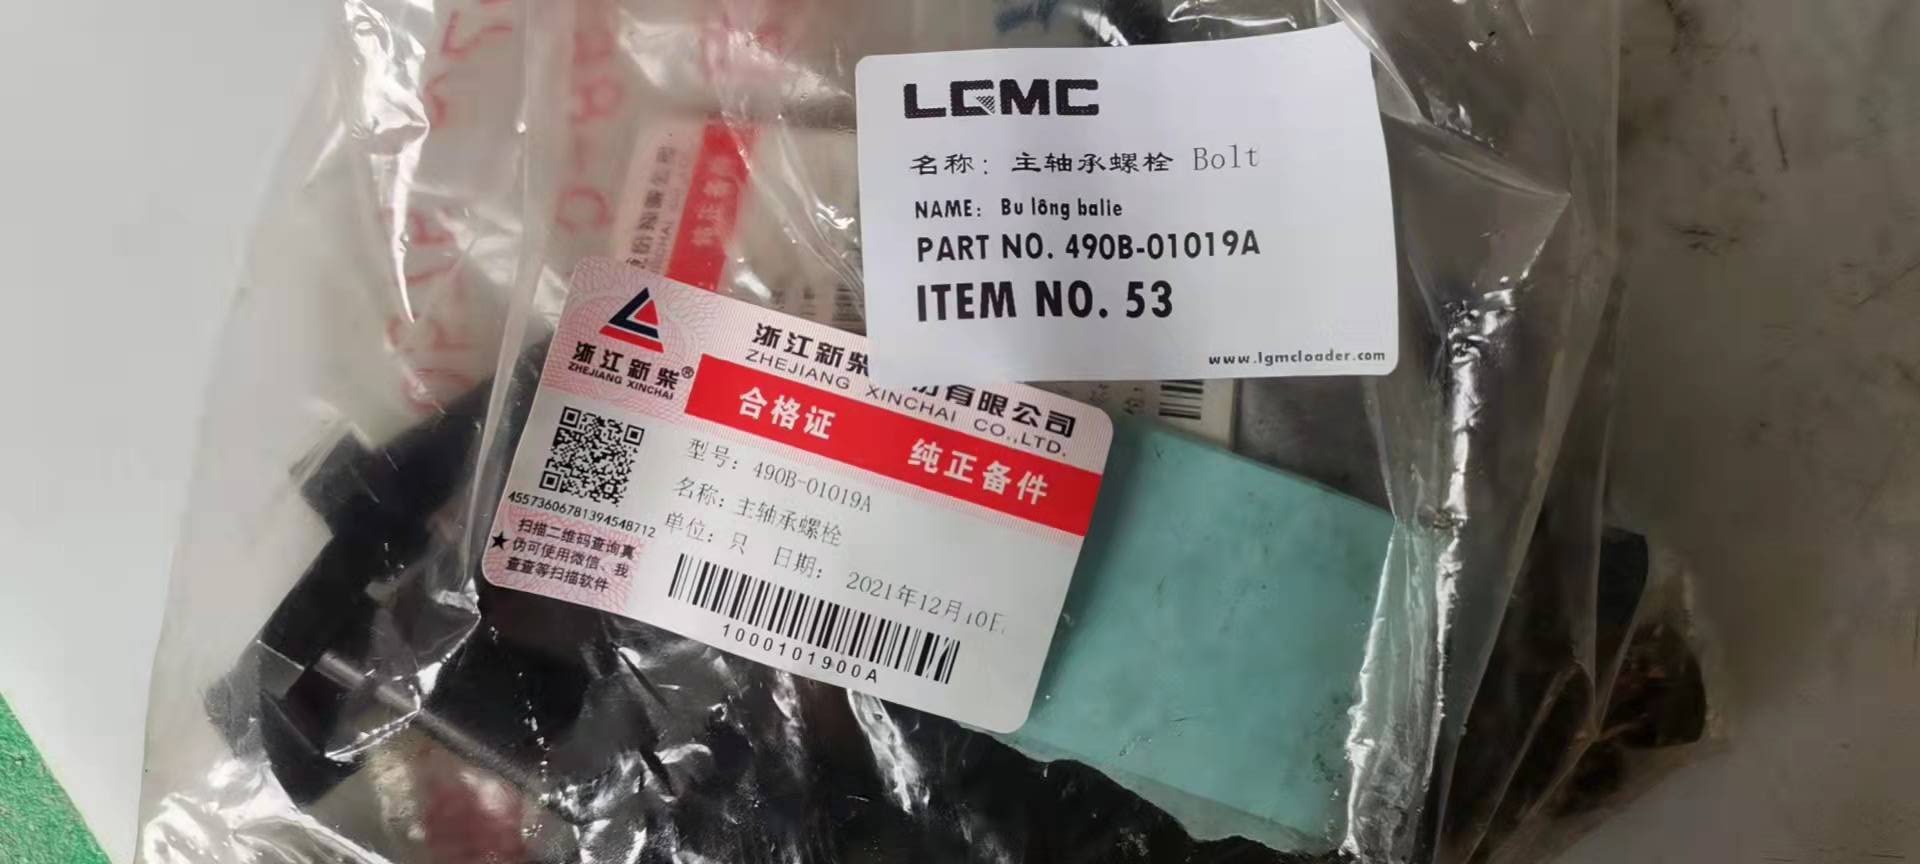 LGMC
名称: 主轴承螺栓 Bolt
NAME: Bu lông balie
PART NO. 490B-01019A
ITEM NO. 53
www.lgmcloader.com
浙江新柴®
ZHEJIANG XINCHAI
浙江新柴 份有限公司
ZHEJIANG XINCHAI CO.,LTD.
合格证 纯正备件
型号: 490B-01019A
名称: 主轴承螺栓
单位: 只 日期: 2021年12月10日
45573606781394548712
★扫描二维码查询真
伪可使用微信、我
查查等扫描软件
1000101900A